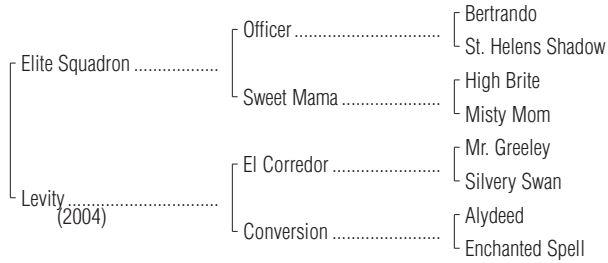 Bertrando
Officer
St. Helens Shadow
Elite Squadron
High Brite
Sweet Mama
Misty Mom
Mr. Greeley
El Corredor
Silvery Swan
Levity
(2004)
Alydeed
Conversion
Enchanted Spell